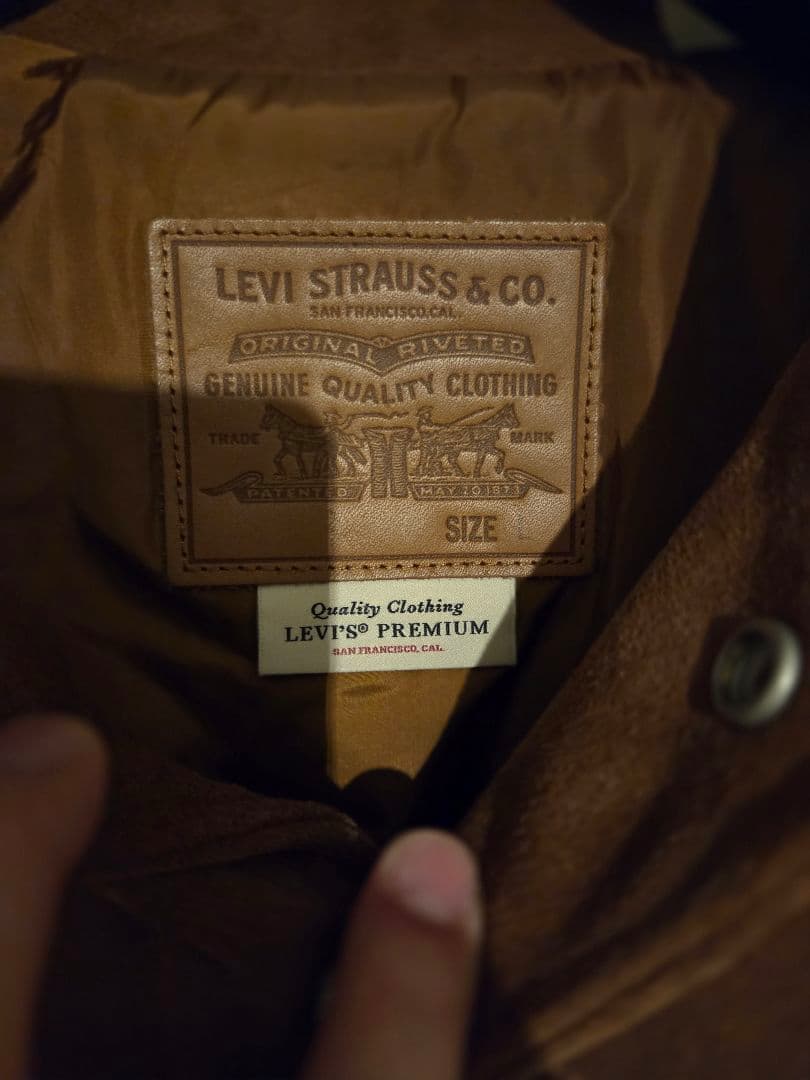 LEVI STRAUSS & CO.
SAN FRANCISCO, CAL.
ORIGINAL RIVETED
GENUINE QUALITY CLOTHING
TRADE MARK
PATENTED MAY 20 1873
SIZE
Quality Clothing
LEVI'S® PREMIUM
SAN FRANCISCO, CAL.